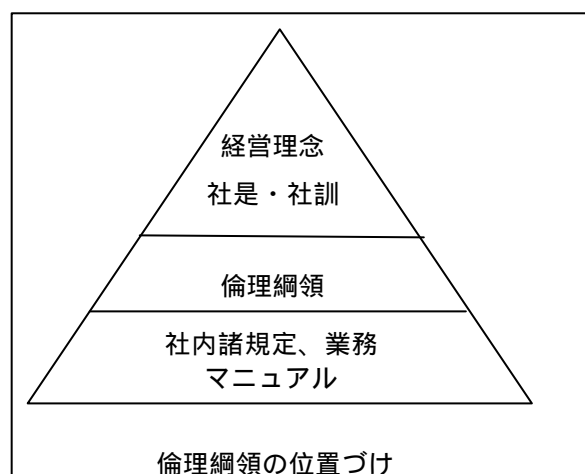 経営理念
社是・社訓
倫理綱領
社内諸規定、業務
マニュアル
倫理綱領の位置づけ